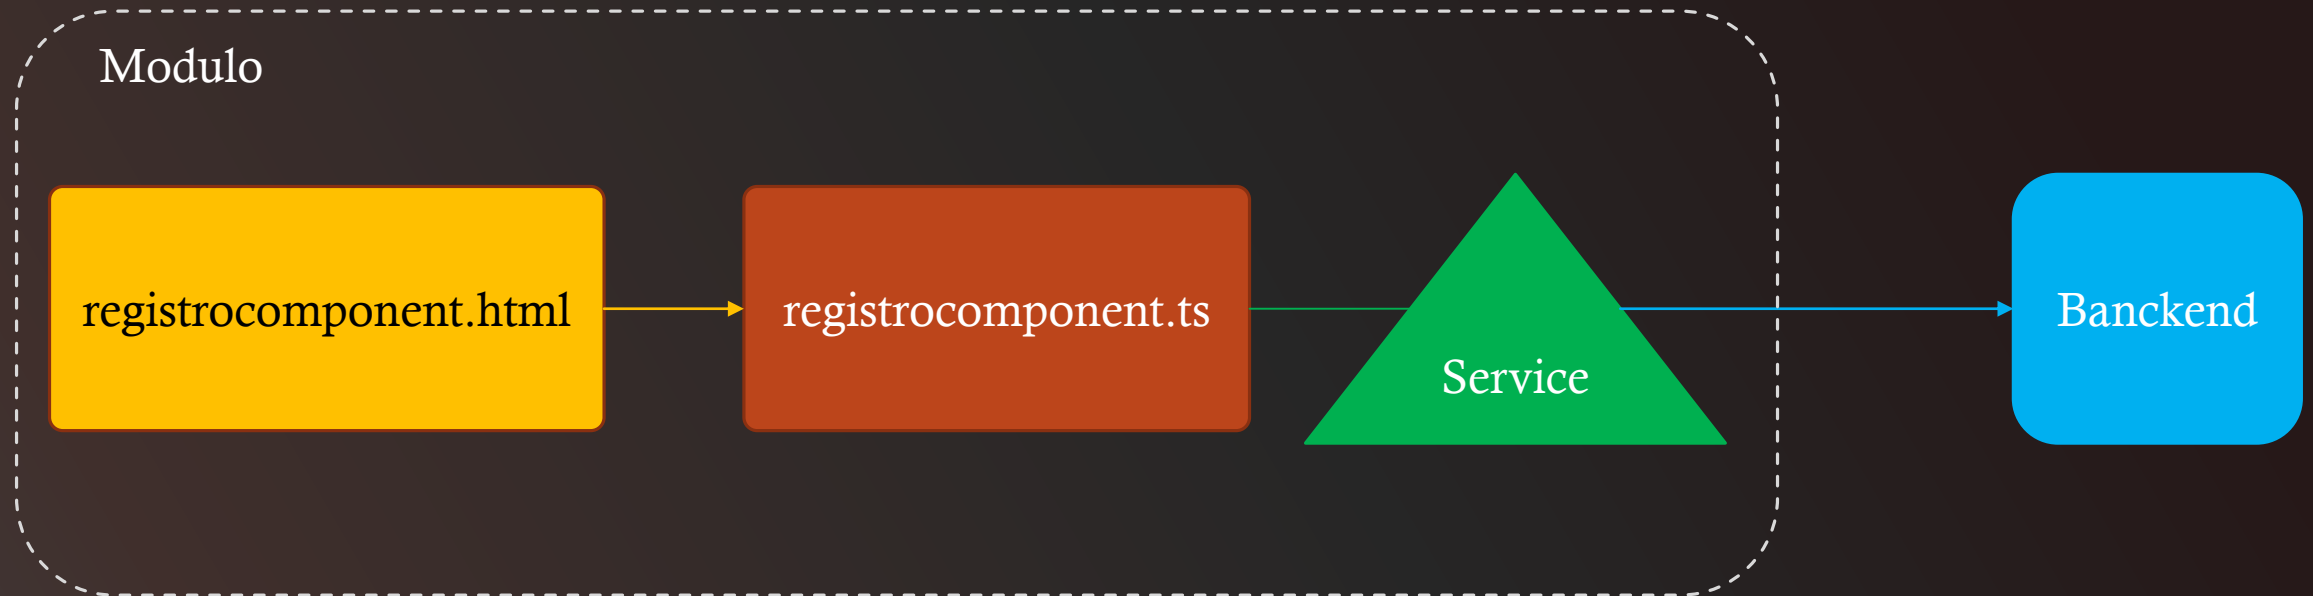 Modulo
registrocomponent.html
registrocomponent.ts
Service
Banckend